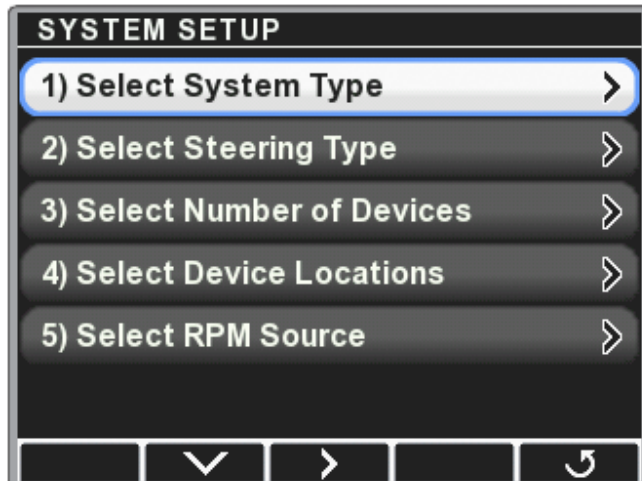 SYSTEM SETUP
1) Select System Type
2) Select Steering Type
3) Select Number of Devices
4) Select Device Locations
5) Select RPM Source